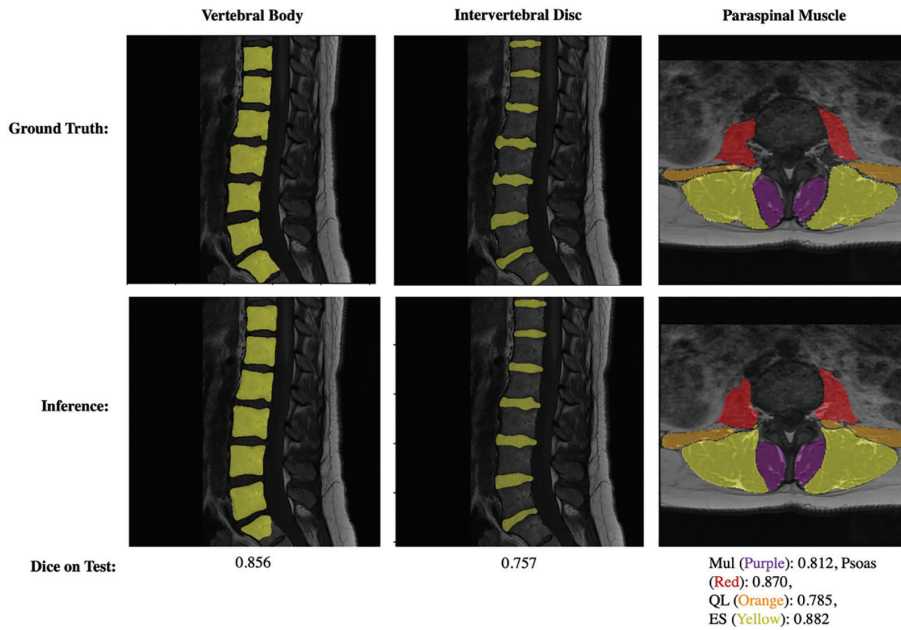 Vertebral Body
Intervertebral Disc
Paraspinal Muscle
Ground Truth:
Inference:
Dice on Test:
0.856
0.757
Mul (Purple): 0.812, Psoas
(Red): 0.870,
QL (Orange): 0.785,
ES (Yellow): 0.882